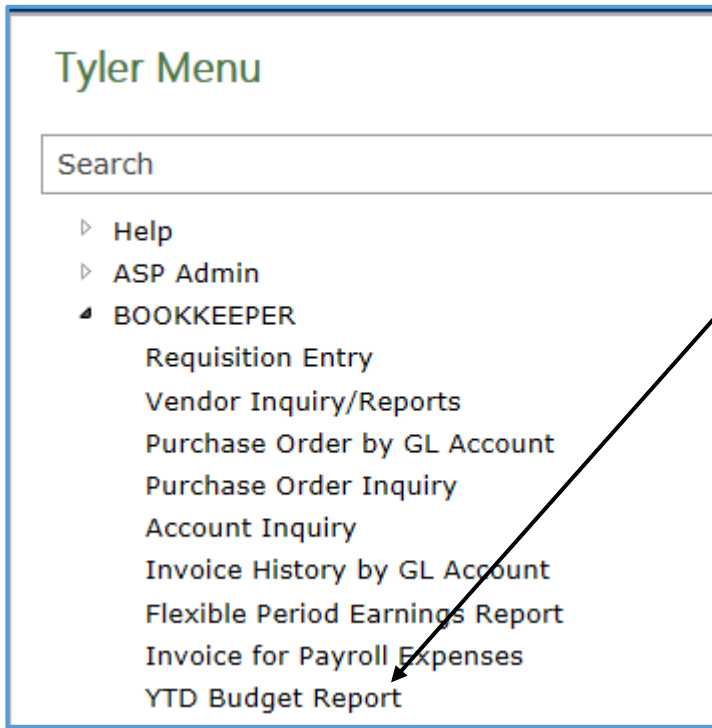 Tyler Menu
Search
Help
ASP Admin
BOOKKEEPER
Requisition Entry
Vendor Inquiry/Reports
Purchase Order by GL Account
Purchase Order Inquiry
Account Inquiry
Invoice History by GL Account
Flexible Period Earnings Report
Invoice for Payroll Expenses
YTD Budget Report